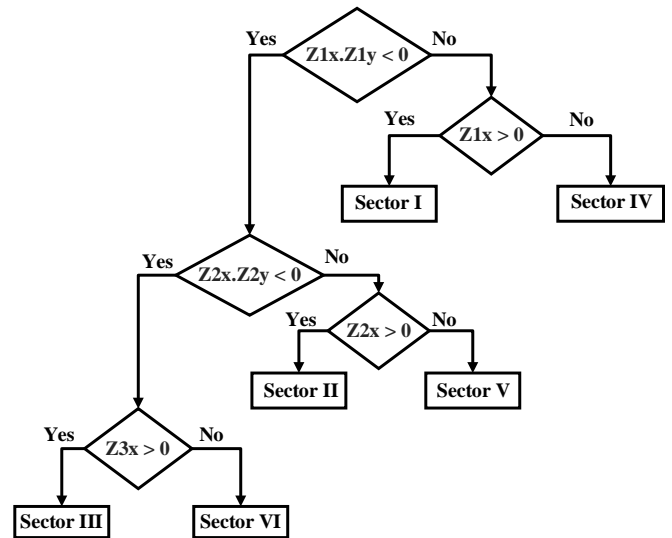 Yes
Z1x.Z1y < 0
No
Yes
Z1x > 0
No
Sector I
Sector IV
Yes
Z2x.Z2y < 0
No
Yes
Z2x > 0
No
Sector II
Sector V
Yes
Z3x > 0
No
Sector III
Sector VI